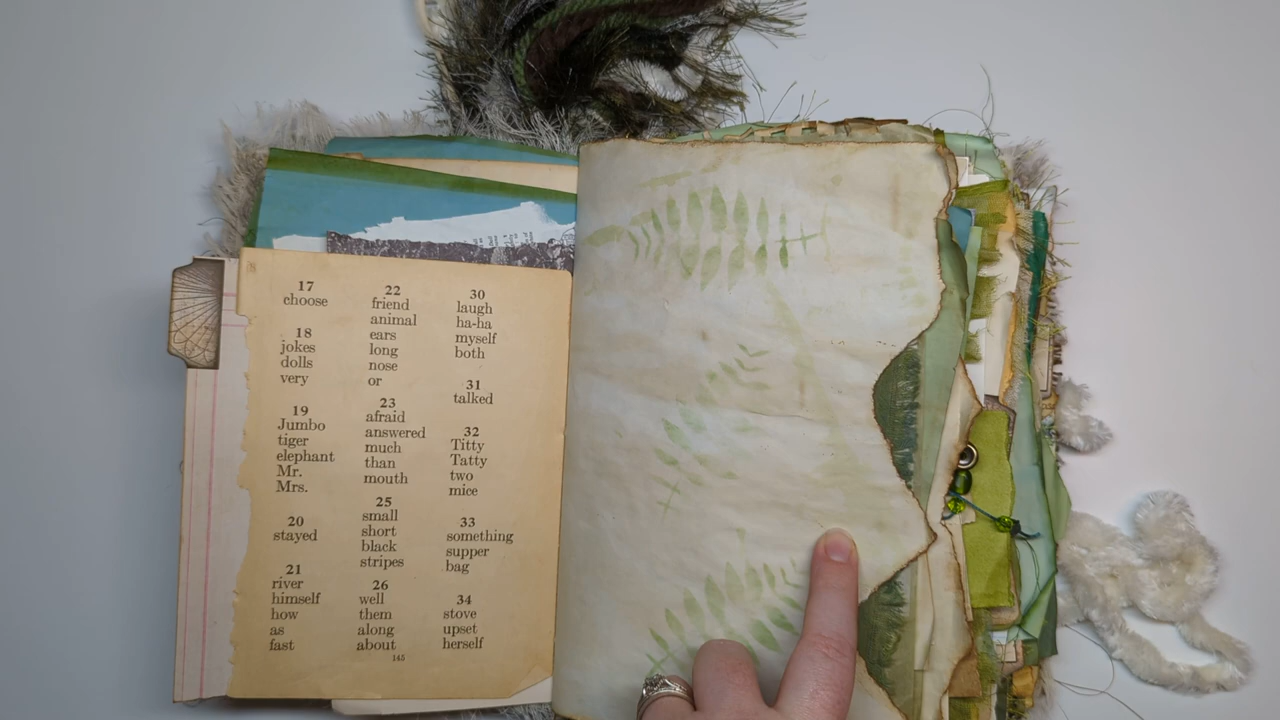 17
choose
18
jokes
dolls
very
19
Jumbo
tiger
elephant
Mr.
Mrs.
20
stayed
21
river
himself
how
as
fast
22
friend
animal
ears
long
nose
or
23
afraid
answered
much
than
mouth
25
small
short
black
stripes
26
well
them
along
about
30
laugh
ha-ha
myself
both
31
talked
32
Titty
Tatty
two
mice
33
something
supper
bag
34
stove
upset
herself
145